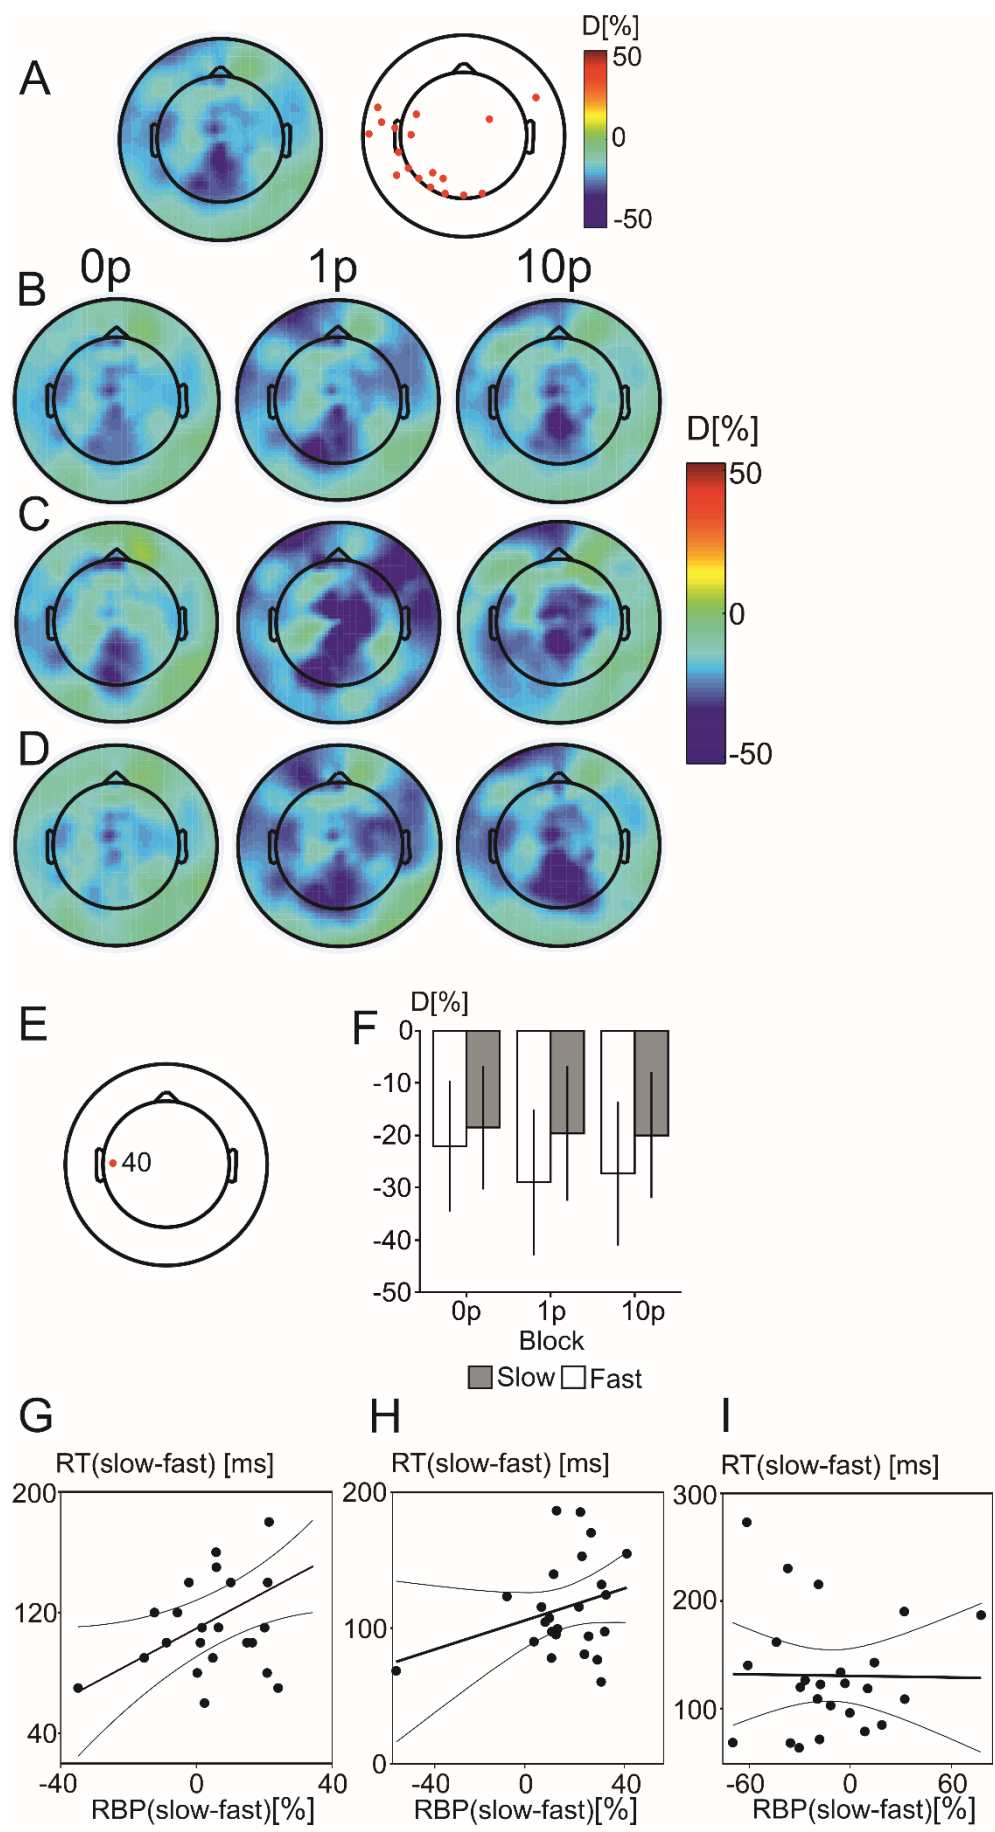 A
D[%]
50
0
-50
0p
1p
10p
B
D[%]
50
0
-50
C
D
E
40
F
D[%]
0
-10
-20
-30
-40
-50
0p
1p
10p
Block
Slow
Fast
G
RT(slow-fast) [ms]
200
120
40
-40
0
40
RBP(slow-fast)[%]
H
RT(slow-fast) [ms]
200
100
0
-40
0
40
RBP(slow-fast)[%]
I
RT(slow-fast) [ms]
300
200
100
-60
0
60
RBP(slow-fast)[%]